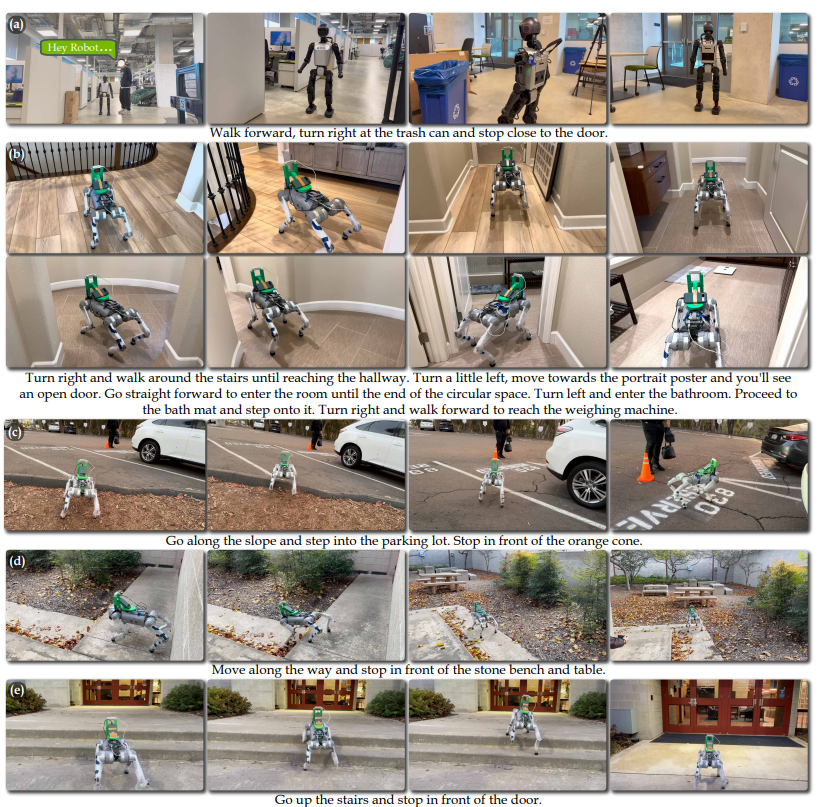 (a)
Hey Robot...
Walk forward, turn right at the trash can and stop close to the door.
(b)
Turn right and walk around the stairs until reaching the hallway. Turn a little left, move towards the portrait poster and you'll see
an open door. Go straight forward to enter the room until the end of the circular space. Turn left and enter the bathroom. Proceed to
the bath mat and step onto it. Turn right and walk forward to reach the weighing machine.
(c)
Go along the slope and step into the parking lot. Stop in front of the orange cone.
(d)
Move along the way and stop in front of the stone bench and table.
(e)
Go up the stairs and stop in front of the door.